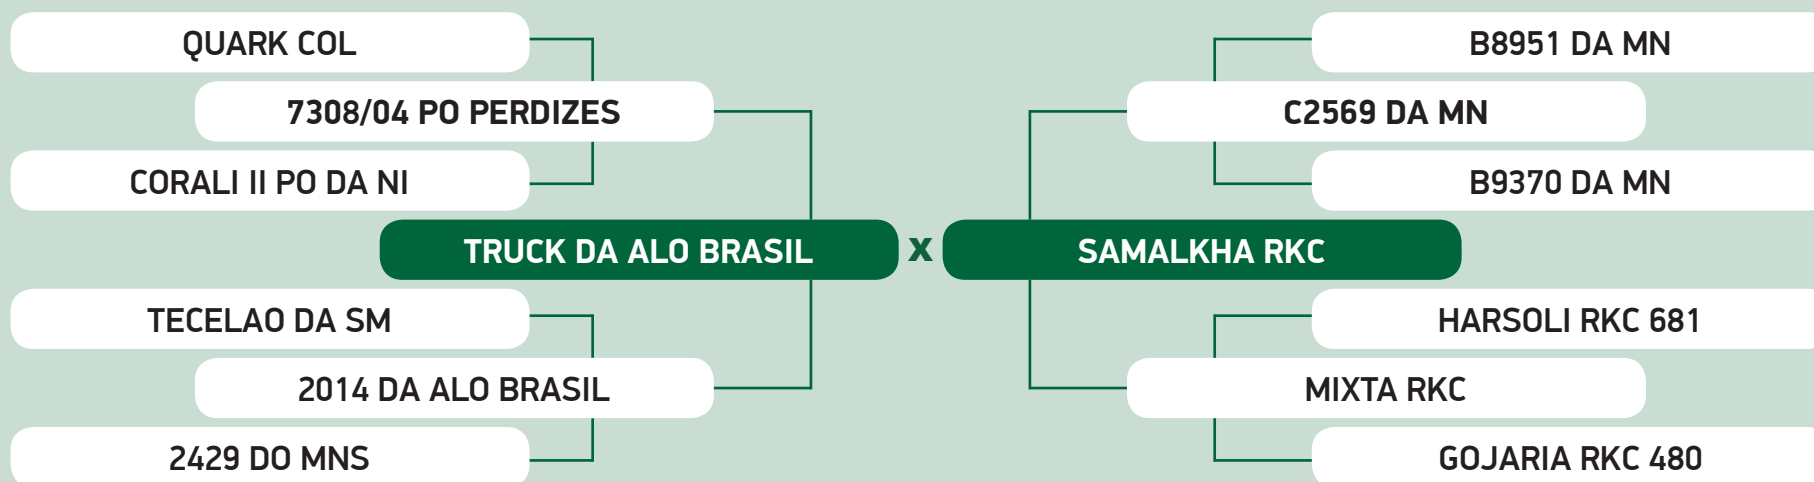 QUARK COL
B8951 DA MN
7308/04 PO PERDIZES
C2569 DA MN
CORALI II PO DA NI
B9370 DA MN
TRUCK DA ALO BRASIL x SAMALKHA RKC
TECELAO DA SM
HARSOLI RKC 681
2014 DA ALO BRASIL
MIXTA RKC
2429 DO MNS
GOJARIA RKC 480